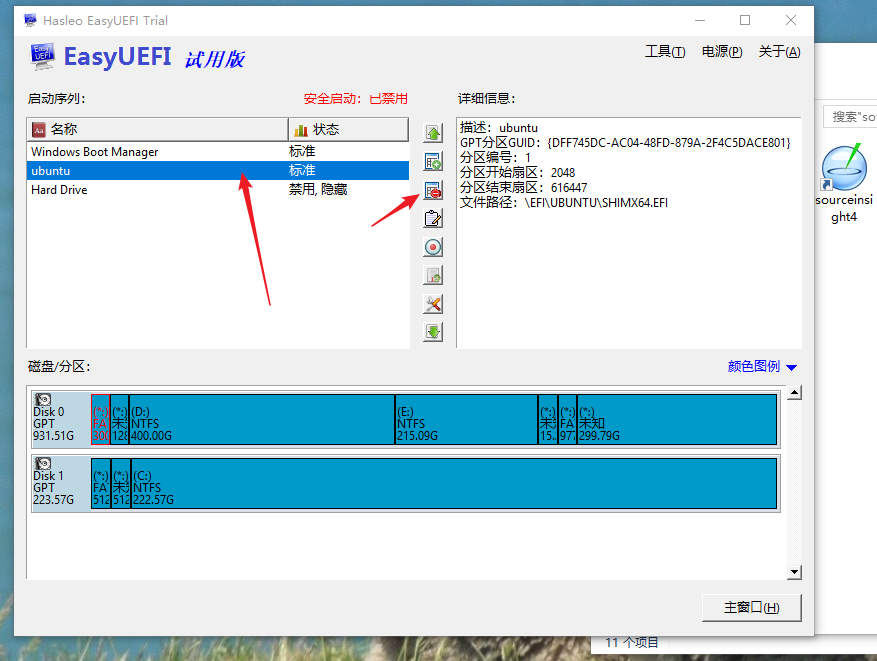 Hasleo EasyUEFI Trial
EasyUEFI 试用版
工具(T) 电源(P) 关于(A)
启动序列: 安全启动: 已禁用
名称 状态
Windows Boot Manager 标准
ubuntu 标准
Hard Drive 禁用, 隐藏
详细信息:
描述: ubuntu
GPT分区GUID: {DFF745DC-AC04-48FD-879A-2F4C5DACE801}
分区编号: 1
分区开始扇区: 2048
分区结束扇区: 616447
文件路径: \EFI\UBUNTU\SHIMX64.EFI
磁盘/分区: 颜色图例
Disk 0
GPT
931.51G
(*:)
FA
300
(*:)
未
128
(D:)
NTFS
400.00G
(E:)
NTFS
215.09G
(*:)
未
15..
(*:)
FA
977
(*:)
未知
299.79G
Disk 1
GPT
223.57G
(*:)
FA
512
(*:)
未
512
(C:)
NTFS
222.57G
主窗口(H)
搜索"so
sourceinsi
ght4
11 个项目